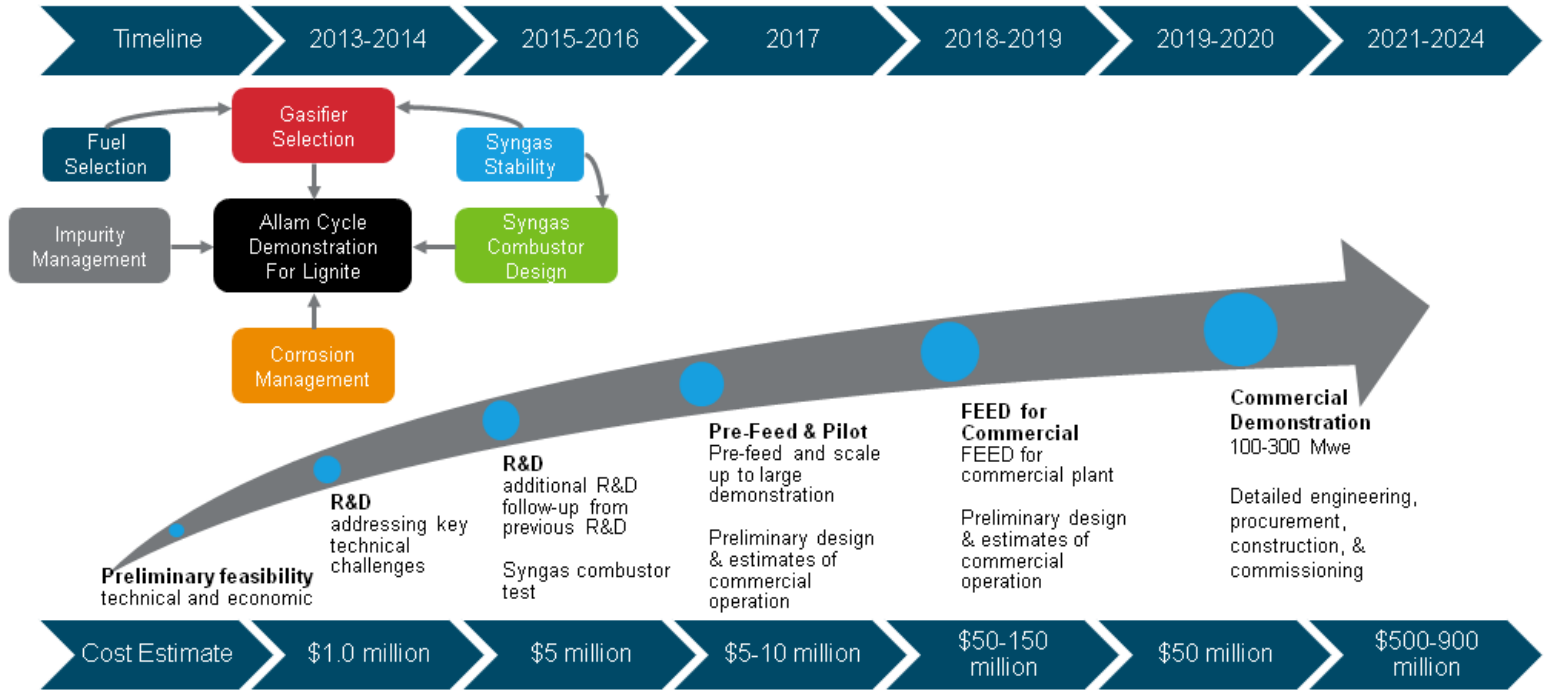 Timeline
2013-2014
2015-2016
2017
2018-2019
2019-2020
2021-2024
Gasifier
Selection
Fuel
Selection
Syngas
Stability
Impurity
Management
Allam Cycle
Demonstration
For Lignite
Syngas
Combustor
Design
Corrosion
Management
Preliminary feasibility
technical and economic
R&D
addressing key
technical
challenges
R&D
additional R&D
follow-up from
previous R&D
Syngas combustor
test
Pre-Feed & Pilot
Pre-feed and scale
up to large
demonstration
Preliminary design
& estimates of
commercial
operation
FEED for
Commercial
FEED for
commercial plant
Preliminary design
& estimates of
commercial
operation
Commercial
Demonstration
100-300 Mwe
Detailed engineering,
procurement,
construction, &
commissioning
Cost Estimate
$1.0 million
$5 million
$5-10 million
$50-150
million
$50 million
$500-900
million